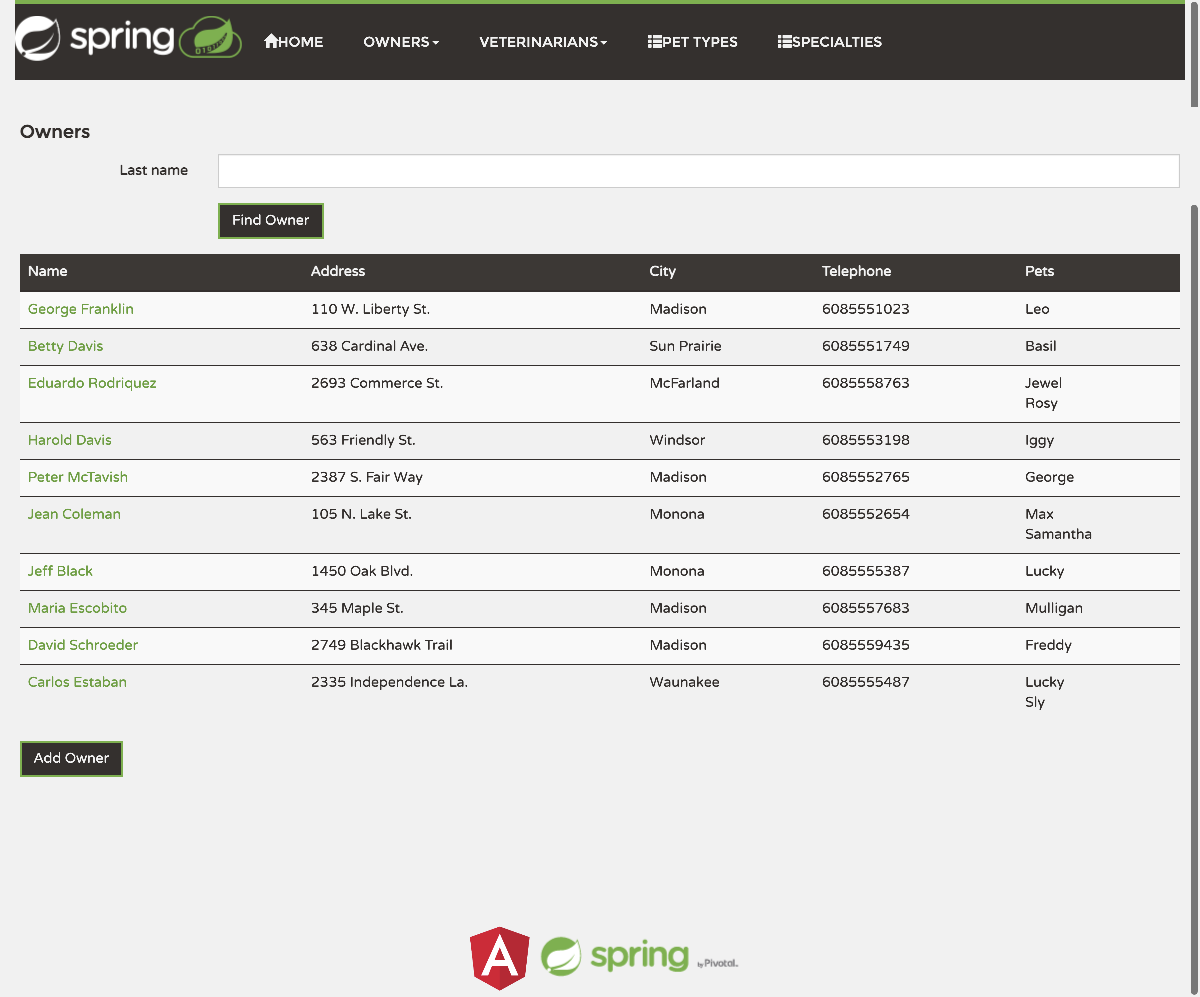 spring HOME OWNERS VETERINARIANS PET TYPES SPECIALTIES
Owners
Last name
Find Owner
Name Address City Telephone Pets
George Franklin 110 W. Liberty St. Madison 6085551023 Leo
Betty Davis 638 Cardinal Ave. Sun Prairie 6085551749 Basil
Eduardo Rodriquez 2693 Commerce St. McFarland 6085558763 Jewel
Rosy
Harold Davis 563 Friendly St. Windsor 6085553198 Iggy
Peter McTavish 2387 S. Fair Way Madison 6085552765 George
Jean Coleman 105 N. Lake St. Monona 6085552654 Max
Samantha
Jeff Black 1450 Oak Blvd. Monona 6085555387 Lucky
Maria Escobito 345 Maple St. Madison 6085557683 Mulligan
David Schroeder 2749 Blackhawk Trail Madison 6085559435 Freddy
Carlos Estaban 2335 Independence La. Waunakee 6085555487 Lucky
Sly
Add Owner
A spring by Pivotal.